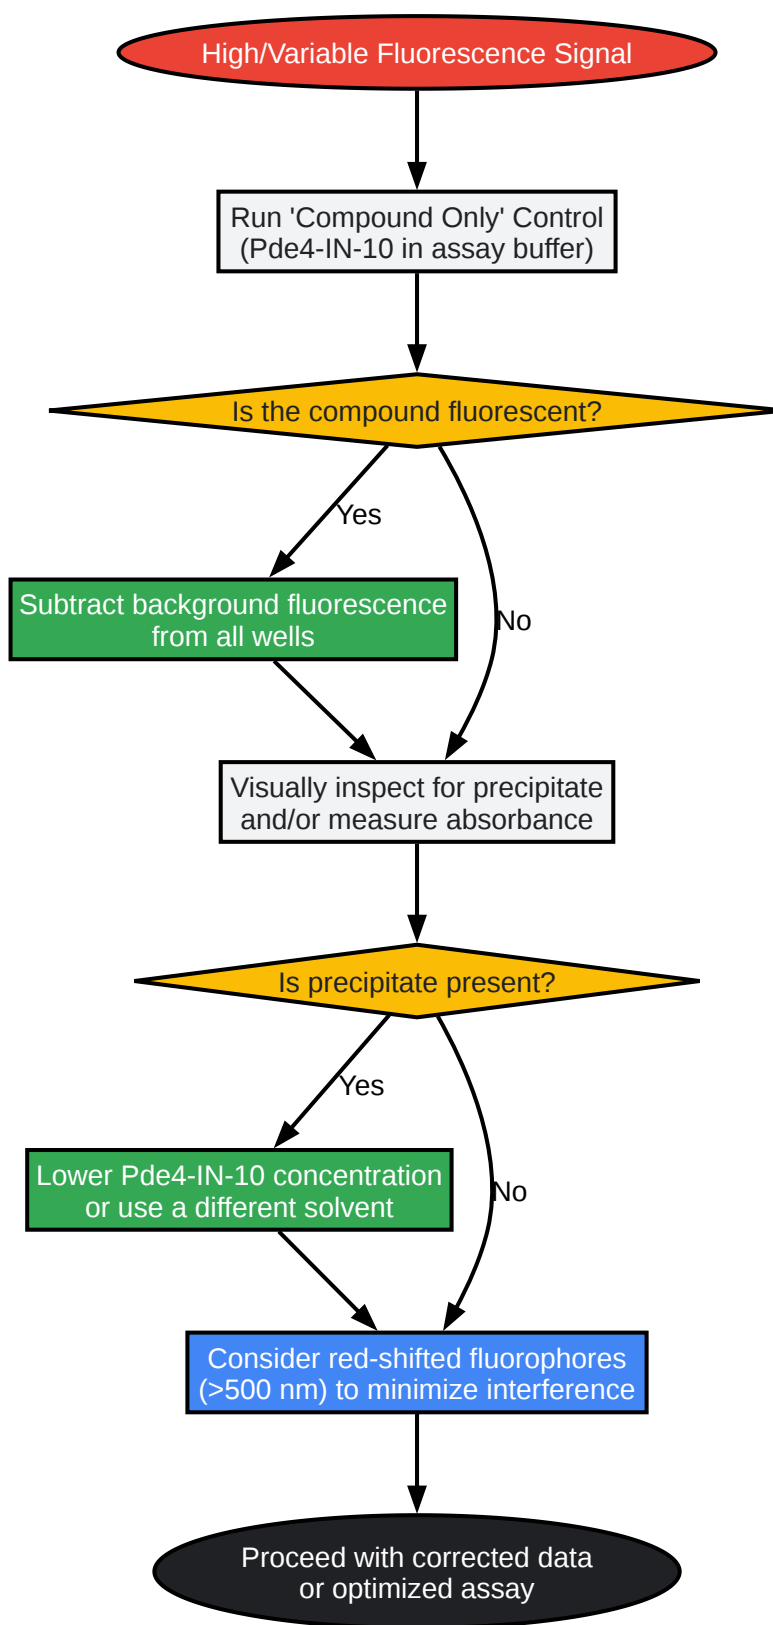 High/Variable Fluorescence Signal
Run 'Compound Only' Control
(Pde4-IN-10 in assay buffer)
Is the compound fluorescent?
Yes
Subtract background fluorescence
from all wells
No
Visually inspect for precipitate
and/or measure absorbance
Is precipitate present?
Yes
Lower Pde4-IN-10 concentration
or use a different solvent
No
Consider red-shifted fluorophores
(>500 nm) to minimize interference
Proceed with corrected data
or optimized assay